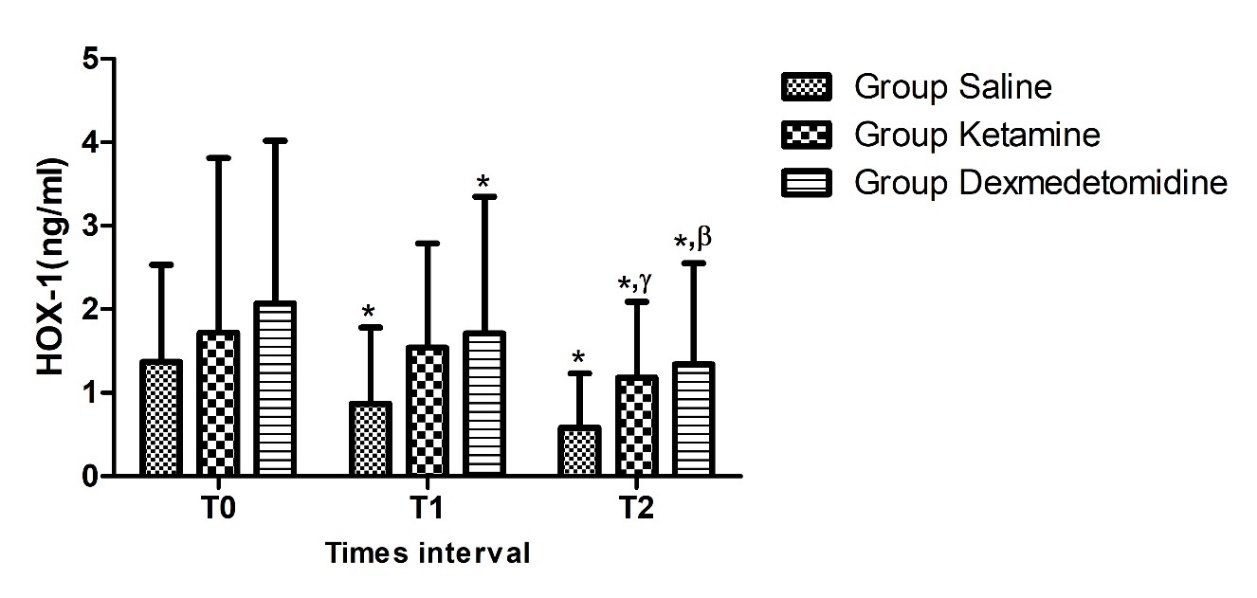 5
4
3
2
1
0
HOX-1(ng/ml)
*
*
*
*,γ
*,β
T0
T1
T2
Times interval
Group Saline
Group Ketamine
Group Dexmedetomidine